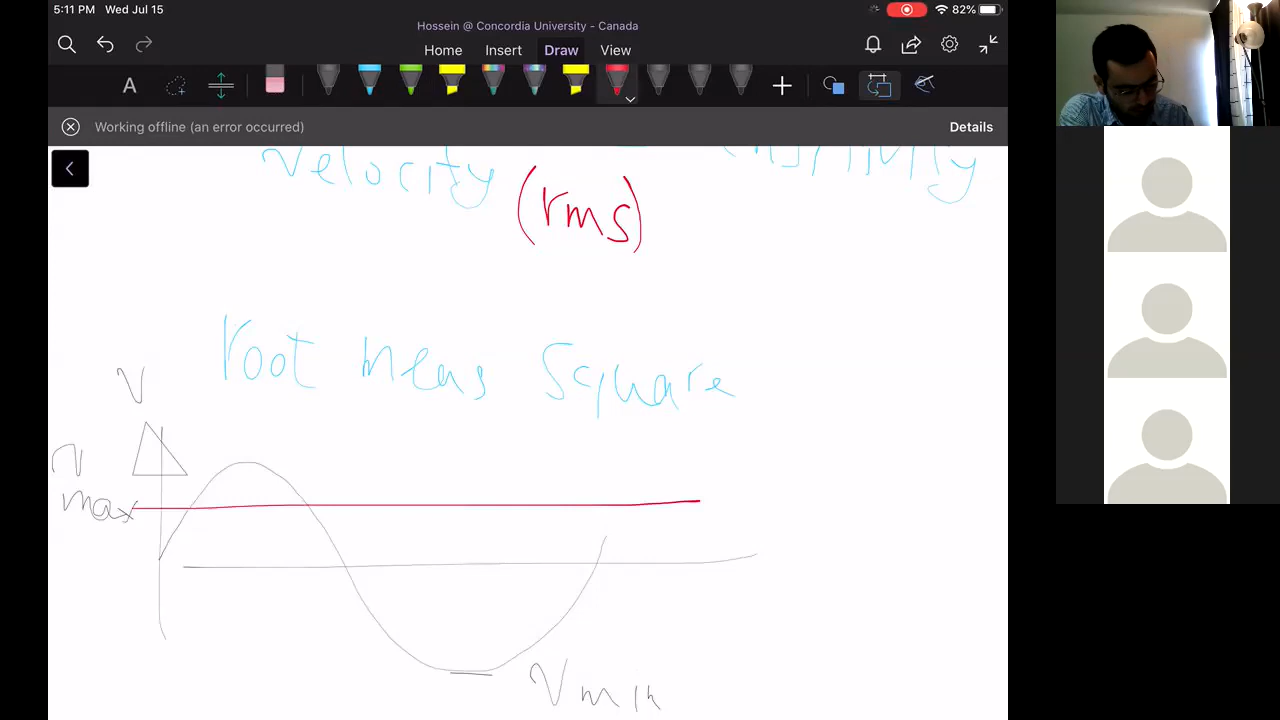 5:11 PM Wed Jul 15
82%
Hossein @ Concordia University - Canada
Home Insert Draw View
A
Working offline (an error occurred)
Details
Velocity
(rms)
root means square
V
V
max
V min